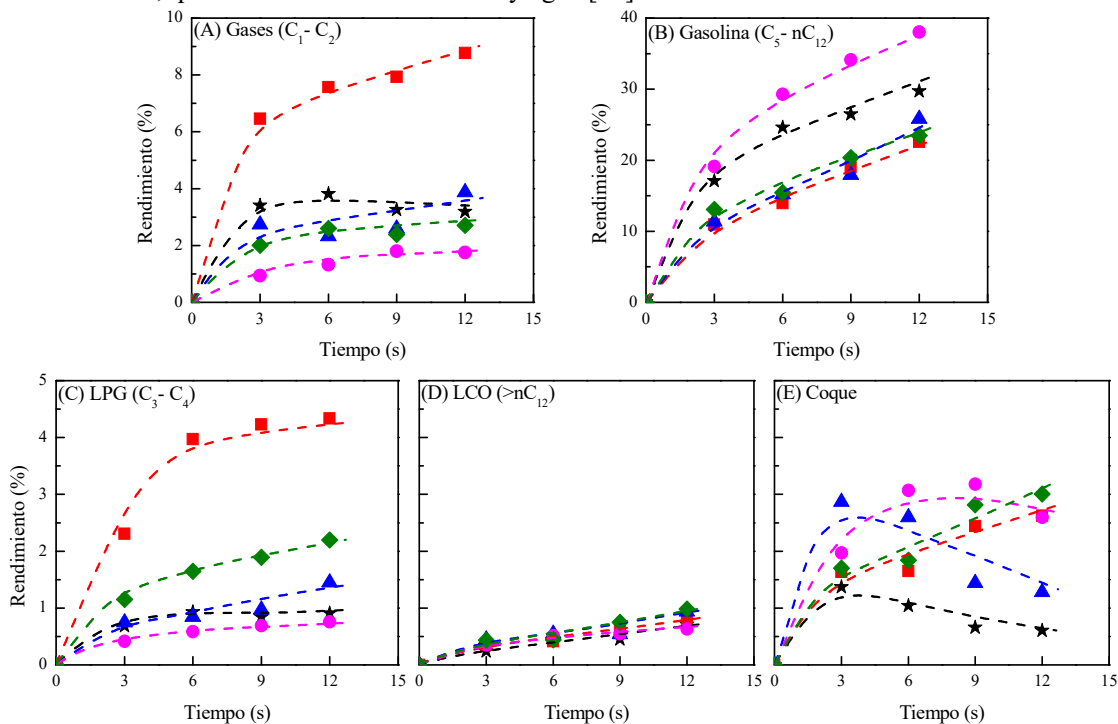 (A) Gases (C₁- C₂)
Rendimiento (%)
10
8
6
4
2
0
0 3 6 9 12 15
Tiempo (s)
(B) Gasolina (C₅- nC₁₂)
Rendimiento (%)
40
30
20
10
0
0 3 6 9 12 15
Tiempo (s)
(C) LPG (C₃- C₄)
Rendimiento (%)
5
4
3
2
1
0
0 3 6 9 12 15
Tiempo (s)
(D) LCO (>nC₁₂)
0 3 6 9 12 15
Tiempo (s)
(E) Coque
0 3 6 9 12 15
Tiempo (s)